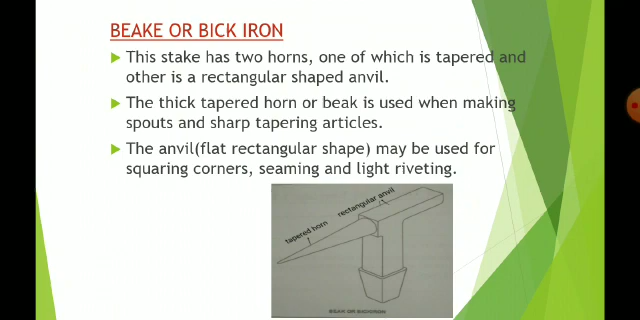 BEAKE OR BICK IRON
This stake has two horns, one of which is tapered and
other is a rectangular shaped anvil.
The thick tapered horn or beak is used when making
spouts and sharp tapering articles.
The anvil(flat rectangular shape) may be used for
squaring corners, seaming and light riveting.
rectangular anvil
tapered horn
BEAK OR BICKIRON